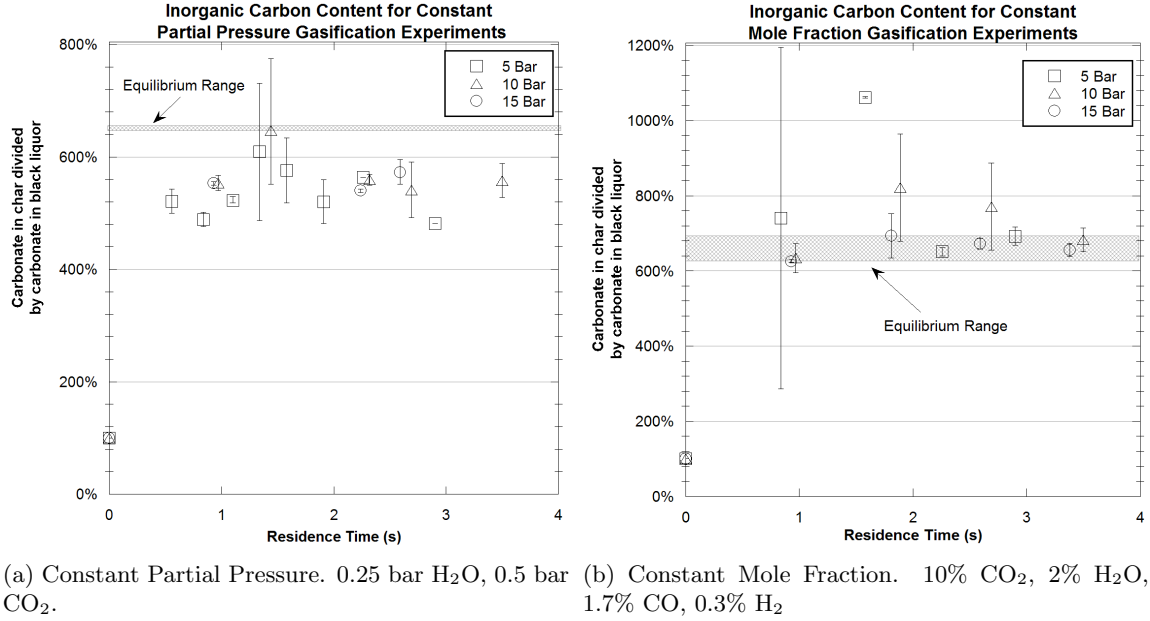 Inorganic Carbon Content for Constant
Partial Pressure Gasification Experiments
800%
600%
400%
200%
0%
Carbonate in char divided
by carbonate in black liquor
Equilibrium Range
5 Bar
10 Bar
15 Bar
0
1
2
3
4
Residence Time (s)
(a) Constant Partial Pressure. 0.25 bar H₂O, 0.5 bar
CO₂.
Inorganic Carbon Content for Constant
Mole Fraction Gasification Experiments
1200%
1000%
800%
600%
400%
200%
0%
Carbonate in char divided
by carbonate in black liquor
5 Bar
10 Bar
15 Bar
Equilibrium Range
0
1
2
3
4
Residence Time (s)
(b) Constant Mole Fraction. 10% CO₂, 2% H₂O,
1.7% CO, 0.3% H₂